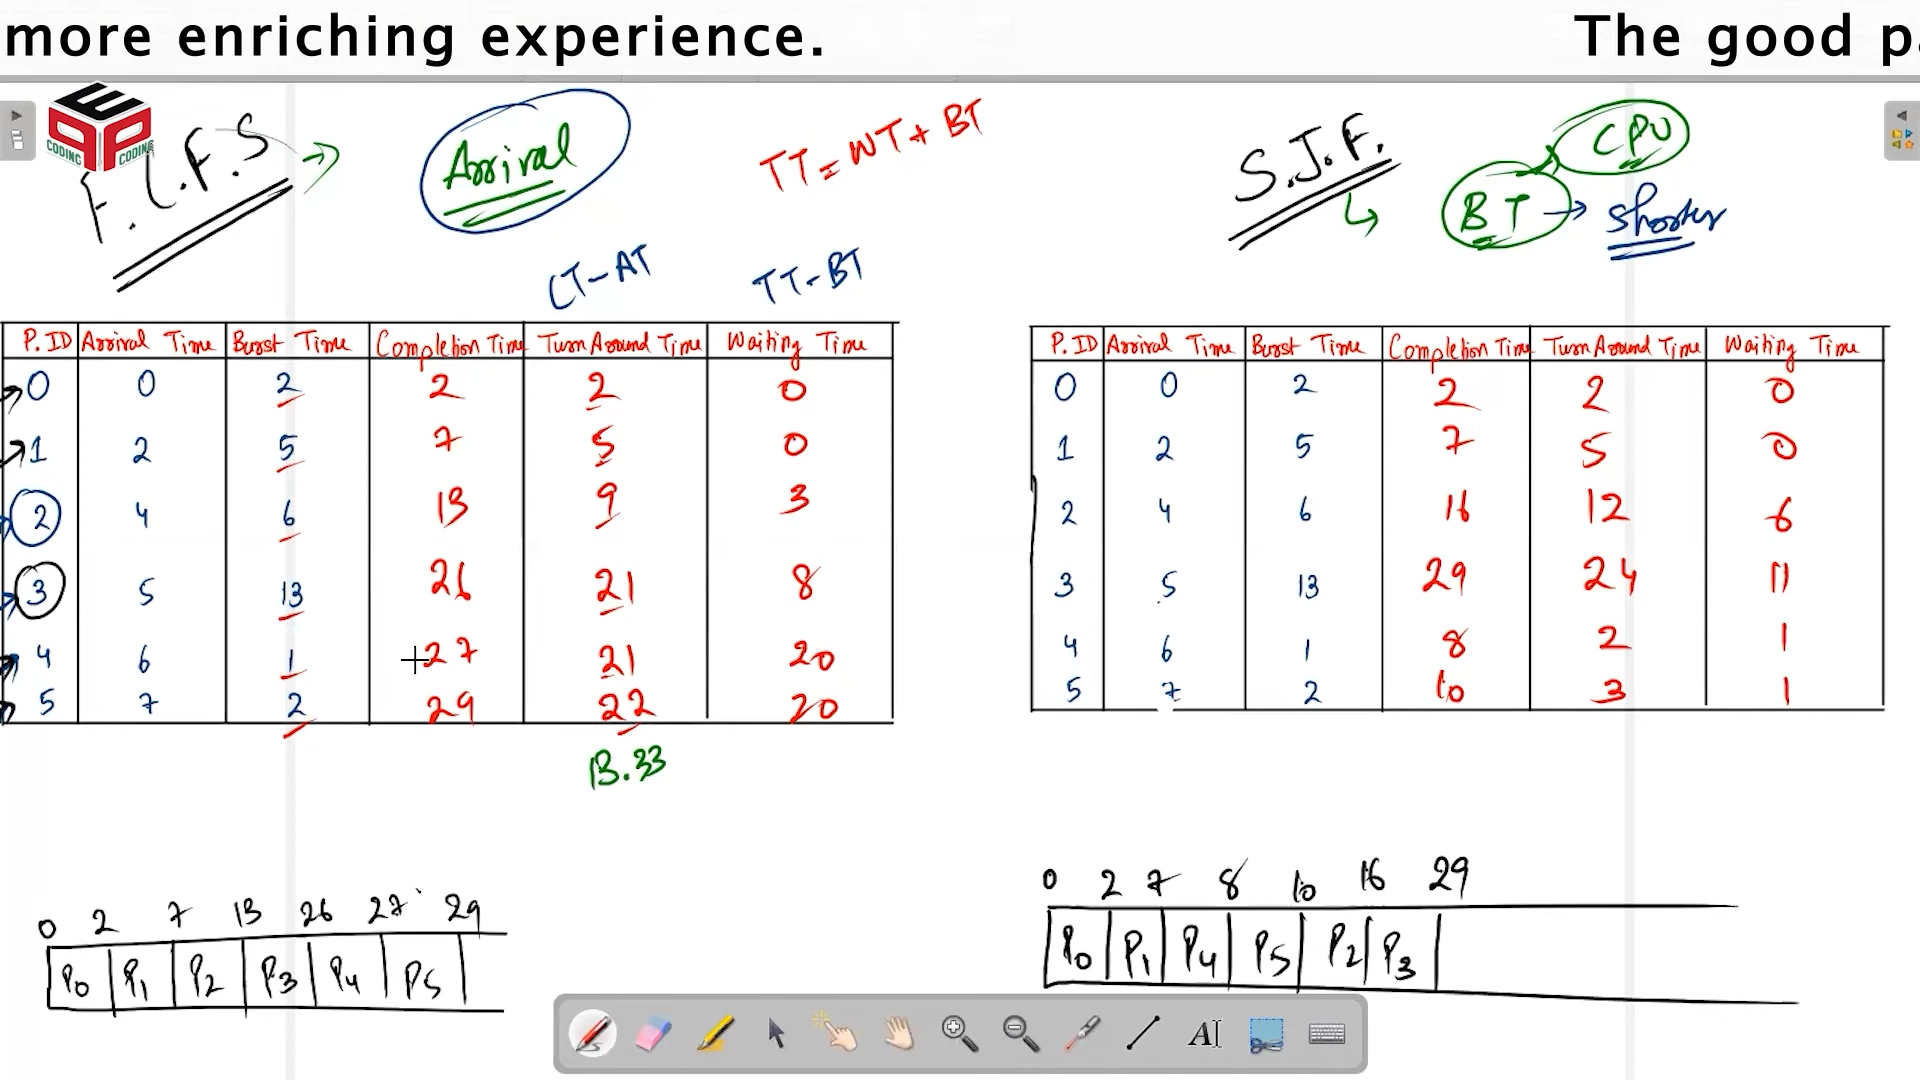 more enriching experience. The good pa
CODING CODING
F.C.F.S → Arrival
TT = WT + BT
CT-AT TT-BT
P.ID Arrival Time Burst Time Completion Time Turn Around Time Waiting Time
0 0 2 2 2 0
1 2 5 7 5 0
2 4 6 13 9 3
3 5 13 26 21 8
4 6 1 27 21 20
5 7 2 29 22 20
13.33
0 2 7 13 26 27 29
P0 P1 P2 P3 P4 P5
S.J.F.
CPU
BT → Shorter
P.ID Arrival Time Burst Time Completion Time Turn Around Time Waiting Time
0 0 2 2 2 0
1 2 5 7 5 0
2 4 6 16 12 6
3 5 13 29 24 11
4 6 1 8 2 1
5 7 2 10 3 1
0 2 7 8 10 16 29
P0 P1 P4 P5 P2 P3
AI